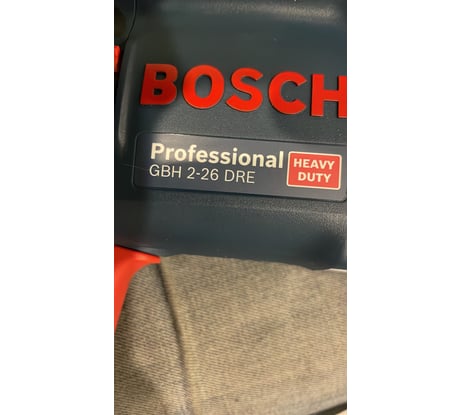 BOSCH
Professional
GBH 2-26 DRE
HEAVY
DUTY